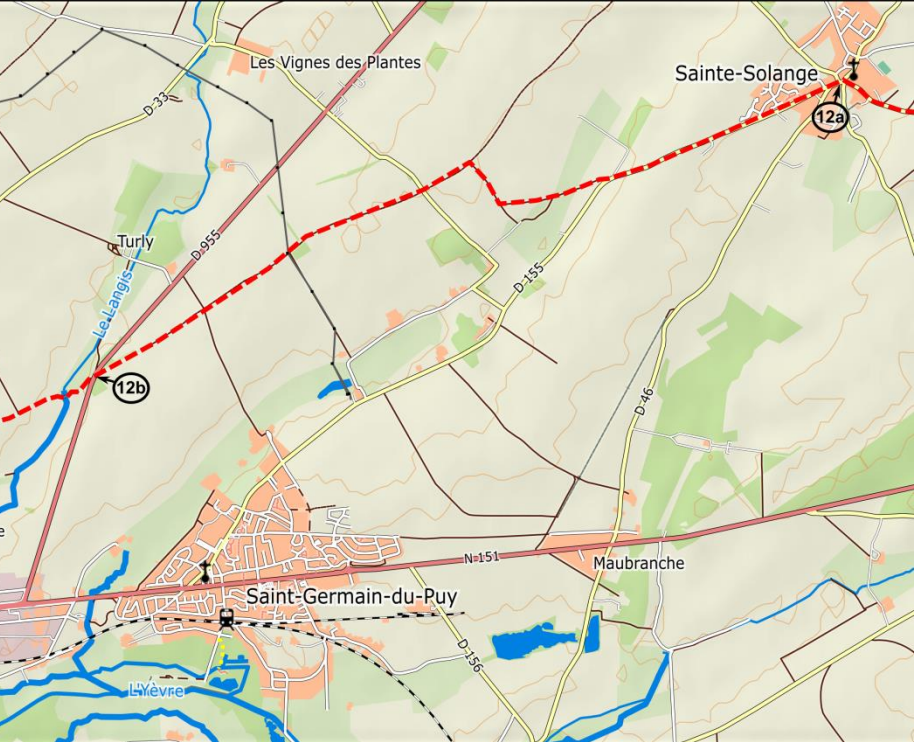 Les Vignes des Plantes
Sainte-Solange
D-33
12a
Turly
D-955
D-155
Le Langis
12b
D-46
e
N 151
Maubranche
Saint-Germain-du-Puy
D-156
L'Yèvre